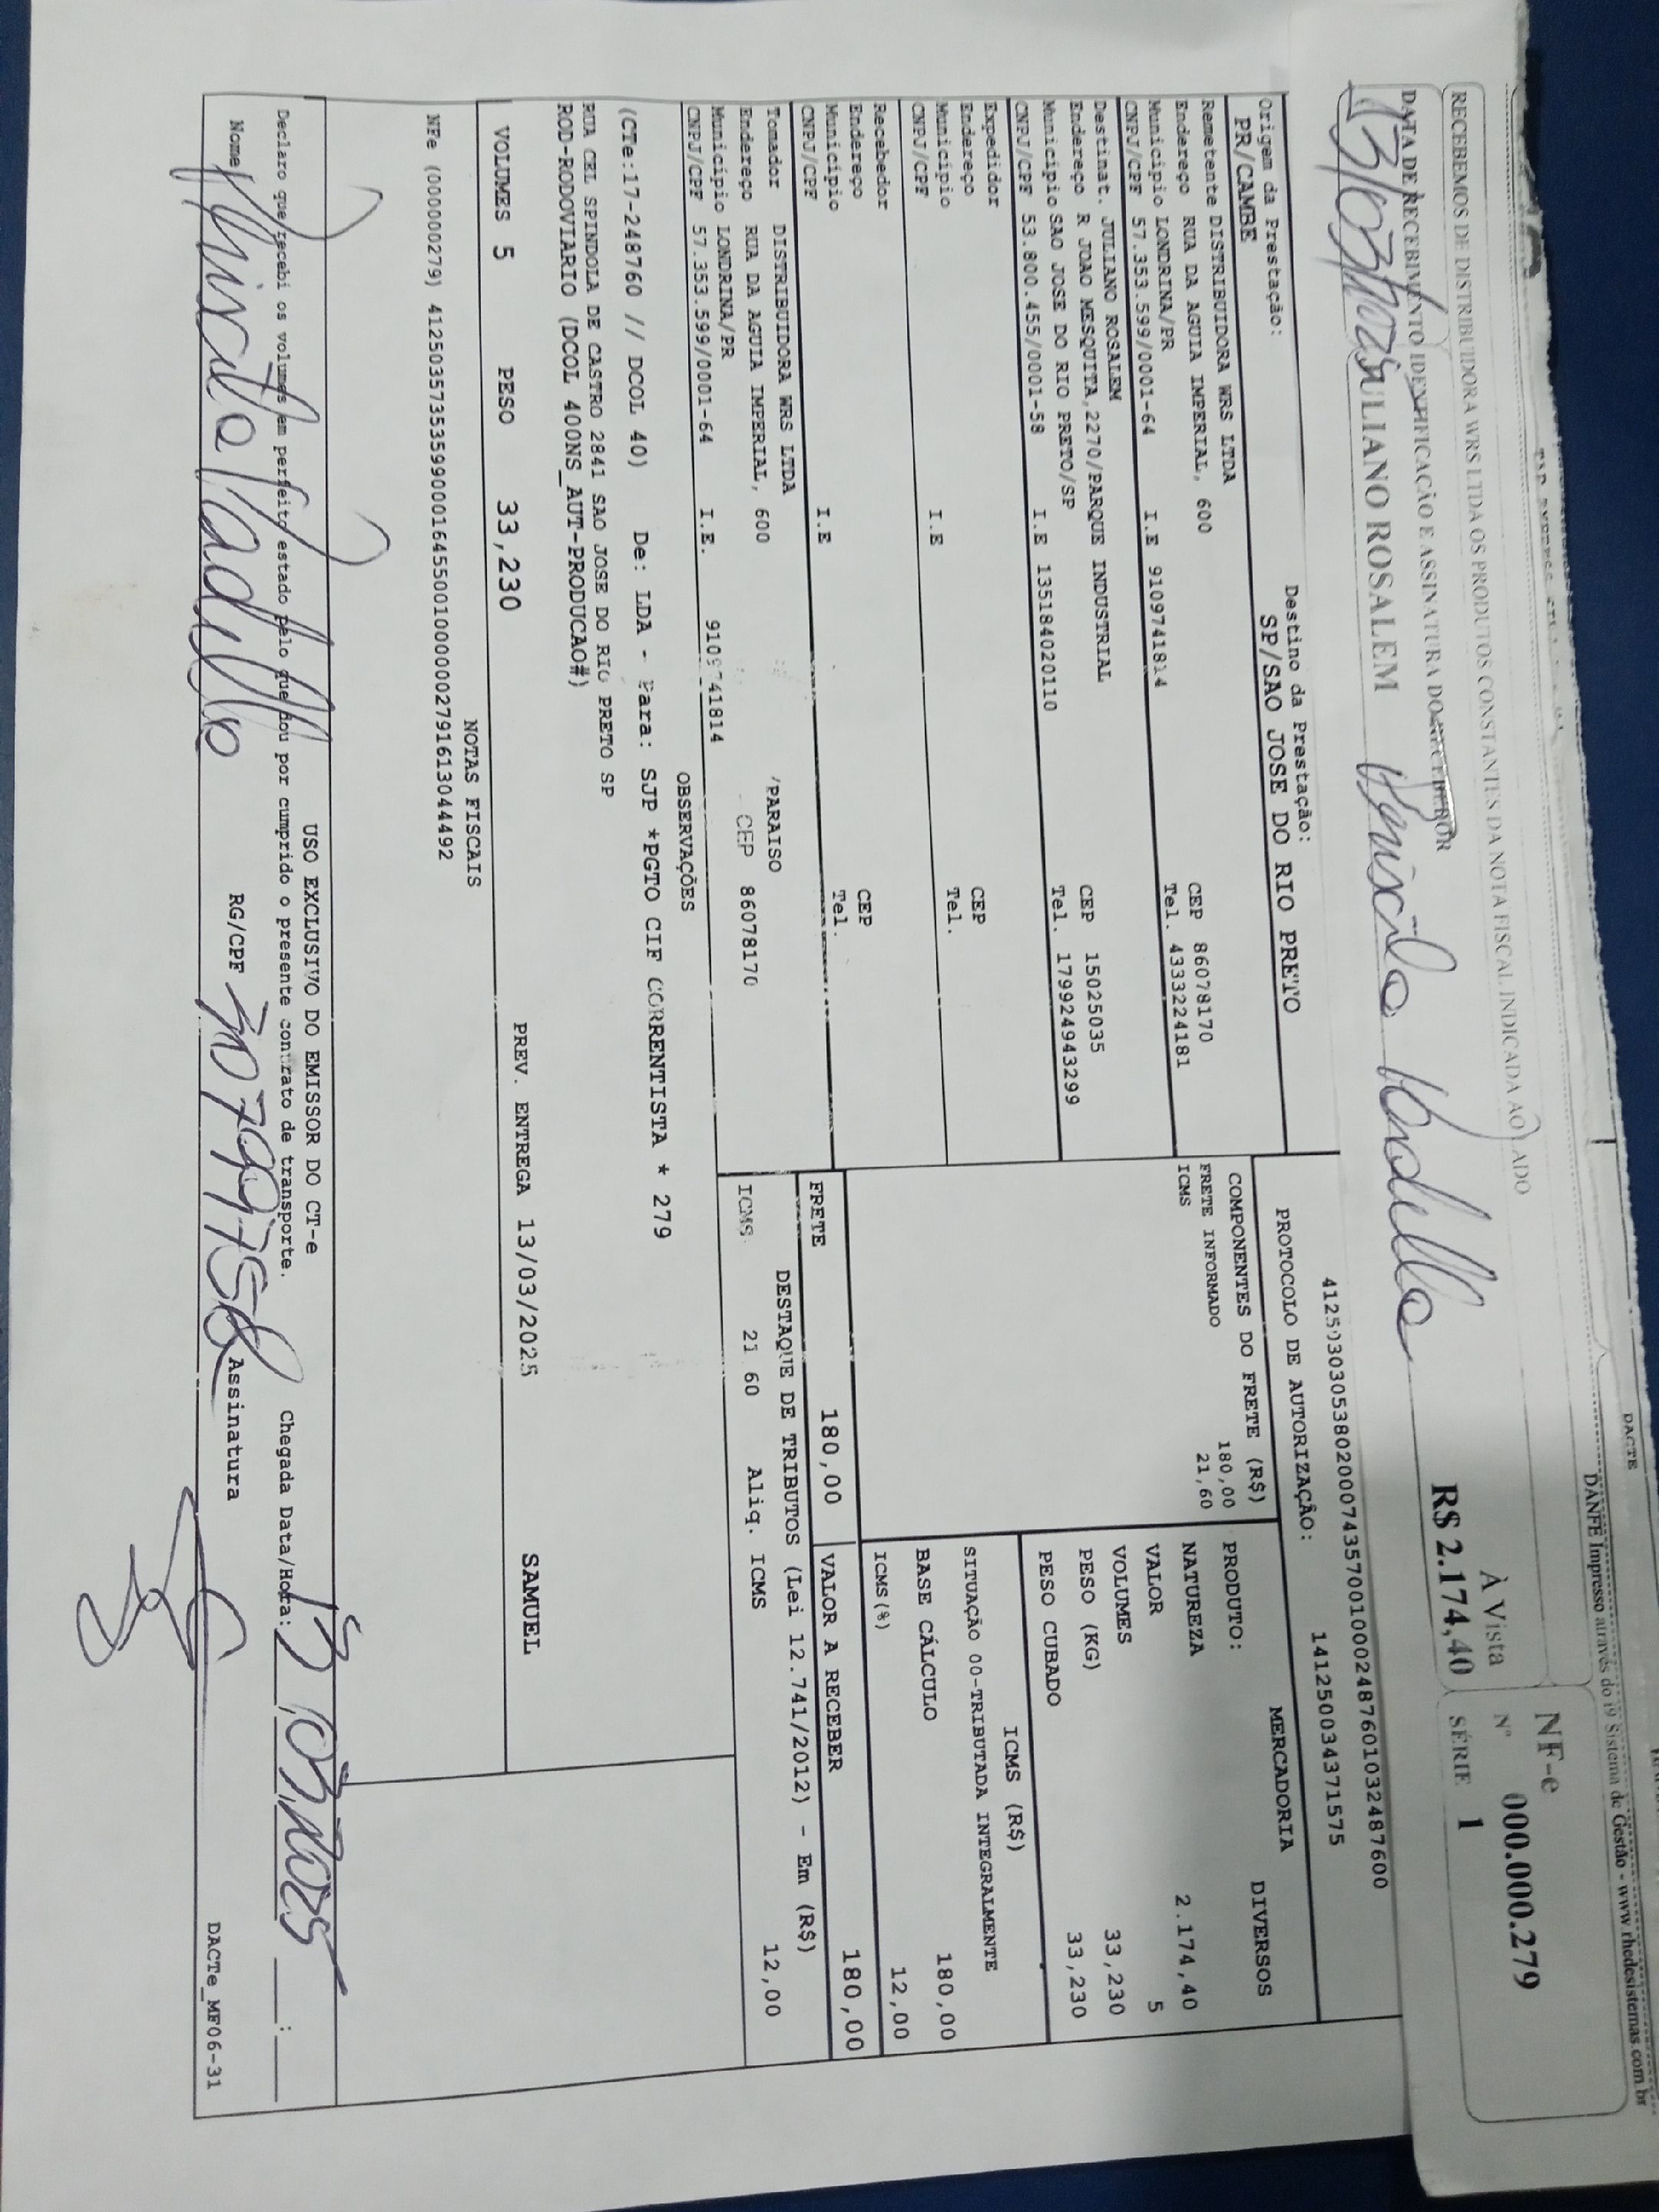 DACTE
DANFE Impresso através do i9 Sistema de Gestão - www.rhedesistemas.com.br
RECEBEMOS DE DISTRIBUIDORA WRS LTDA OS PRODUTOS CONSTANTES DA NOTA FISCAL INDICADA AO LADO
À Vista
R$ 2.174,40
NF-e
Nº 000.000.279
SÉRIE 1
DATA DE RECEBIMENTO IDENTIFICAÇÃO E ASSINATURA DO RECEBEDOR
JULIANO ROSALEM
41250303053802000743570010002487601032487600
PROTOCOLO DE AUTORIZAÇÃO: 141250034371575
Origem da Prestação:
PR/CAMBE
Destino da Prestação:
SP/SAO JOSE DO RIO PRETO
Remetente DISTRIBUIDORA WRS LTDA
Endereço RUA DA AGUIA IMPERIAL, 600 CEP 86078170
Município LONDRINA/PR Tel. 4333224181
CNPJ/CPF 57.353.599/0001-64 I.E 9109741814
Destinat. JULIANO ROSALEM
Endereço R JOAO MESQUITA,2270/PARQUE INDUSTRIAL CEP 15025035
Município SAO JOSE DO RIO PRETO/SP Tel. 179924943299
CNPJ/CPF 53.800.455/0001-58 I.E 135184020110
Expedidor
Endereço CEP
Município Tel.
CNPJ/CPF I.E
Recebedor
Endereço CEP
Município Tel.
CNPJ/CPF I.E
Tomador DISTRIBUIDORA WRS LTDA
Endereço RUA DA AGUIA IMPERIAL, 600 /PARAISO
Município LONDRINA/PR CEP 86078170
CNPJ/CPF 57.353.599/0001-64 I.E. 9109741814
COMPONENTES DO FRETE (R$)
FRETE INFORMADO 180,00
ICMS 21,60
MERCADORIA
PRODUTO: DIVERSOS
NATUREZA
VALOR 2.174,40
VOLUMES 5
PESO (KG) 33,230
PESO CUBADO 33,230
ICMS (R$)
SITUAÇÃO 00-TRIBUTADA INTEGRALMENTE
BASE CÁLCULO 180,00
ICMS(%) 12,00
FRETE 180,00 VALOR A RECEBER 180,00
DESTAQUE DE TRIBUTOS (Lei 12.741/2012) - Em (R$)
ICMS 21 60 Aliq. ICMS 12,00
OBSERVAÇÕES
(CTe:17-248760 // DCOL 40) De: LDA - Para: SJP *PGTO CIF CORRENTISTA * 279
RUA CEL SPINDOLA DE CASTRO 2841 SAO JOSE DO RIO PRETO SP
ROD-RODOVIARIO (DCOL 400NS_AUT-PRODUCAO#)
VOLUMES 5 PESO 33,230 PREV. ENTREGA 13/03/2025 SAMUEL
NOTAS FISCAIS
NFe (000000279) 41250357353599000164550010000002791613044492
USO EXCLUSIVO DO EMISSOR DO CT-e
Declaro que recebi os volumes em perfeito estado pelo que dou por cumprido o presente contrato de transporte. Chegada Data/Hora:
Nome RG/CPF Assinatura
DACTe_MF06-31